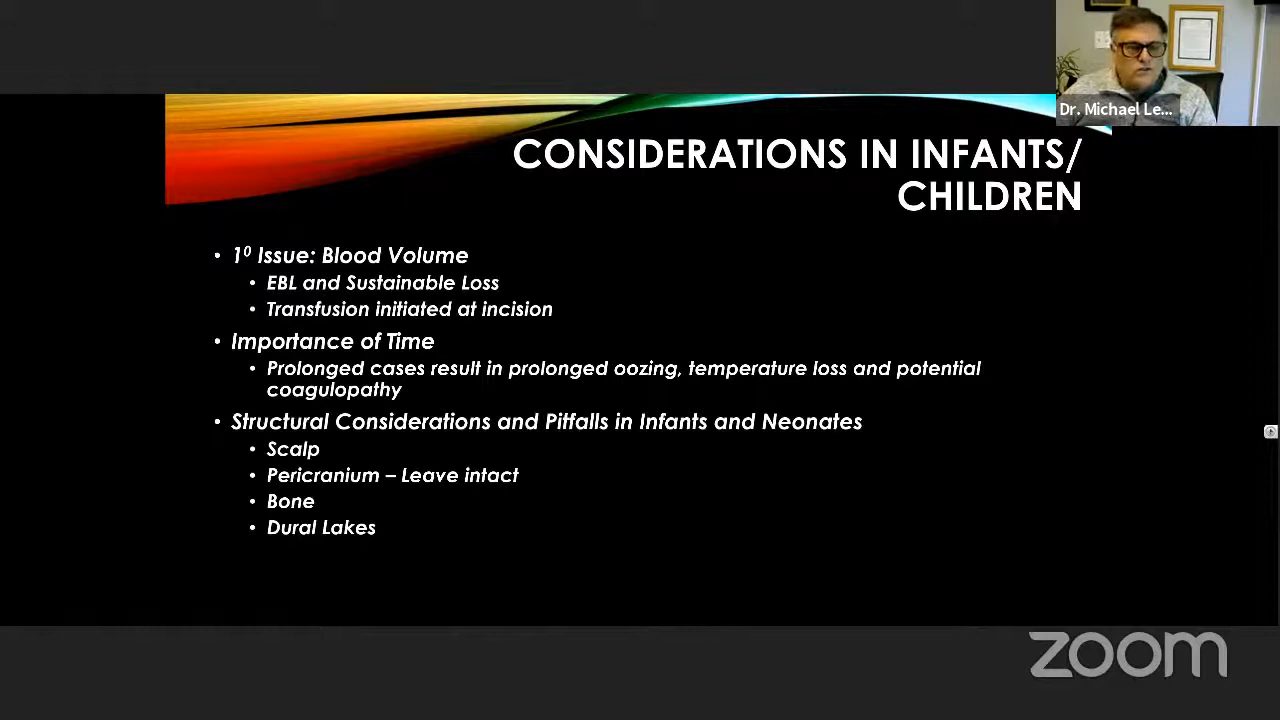 Dr. Michael Le...
CONSIDERATIONS IN INFANTS/
CHILDREN
• 1⁰ Issue: Blood Volume
• EBL and Sustainable Loss
• Transfusion initiated at incision
• Importance of Time
• Prolonged cases result in prolonged oozing, temperature loss and potential
coagulopathy
• Structural Considerations and Pitfalls in Infants and Neonates
• Scalp
• Pericranium – Leave intact
• Bone
• Dural Lakes
zoom